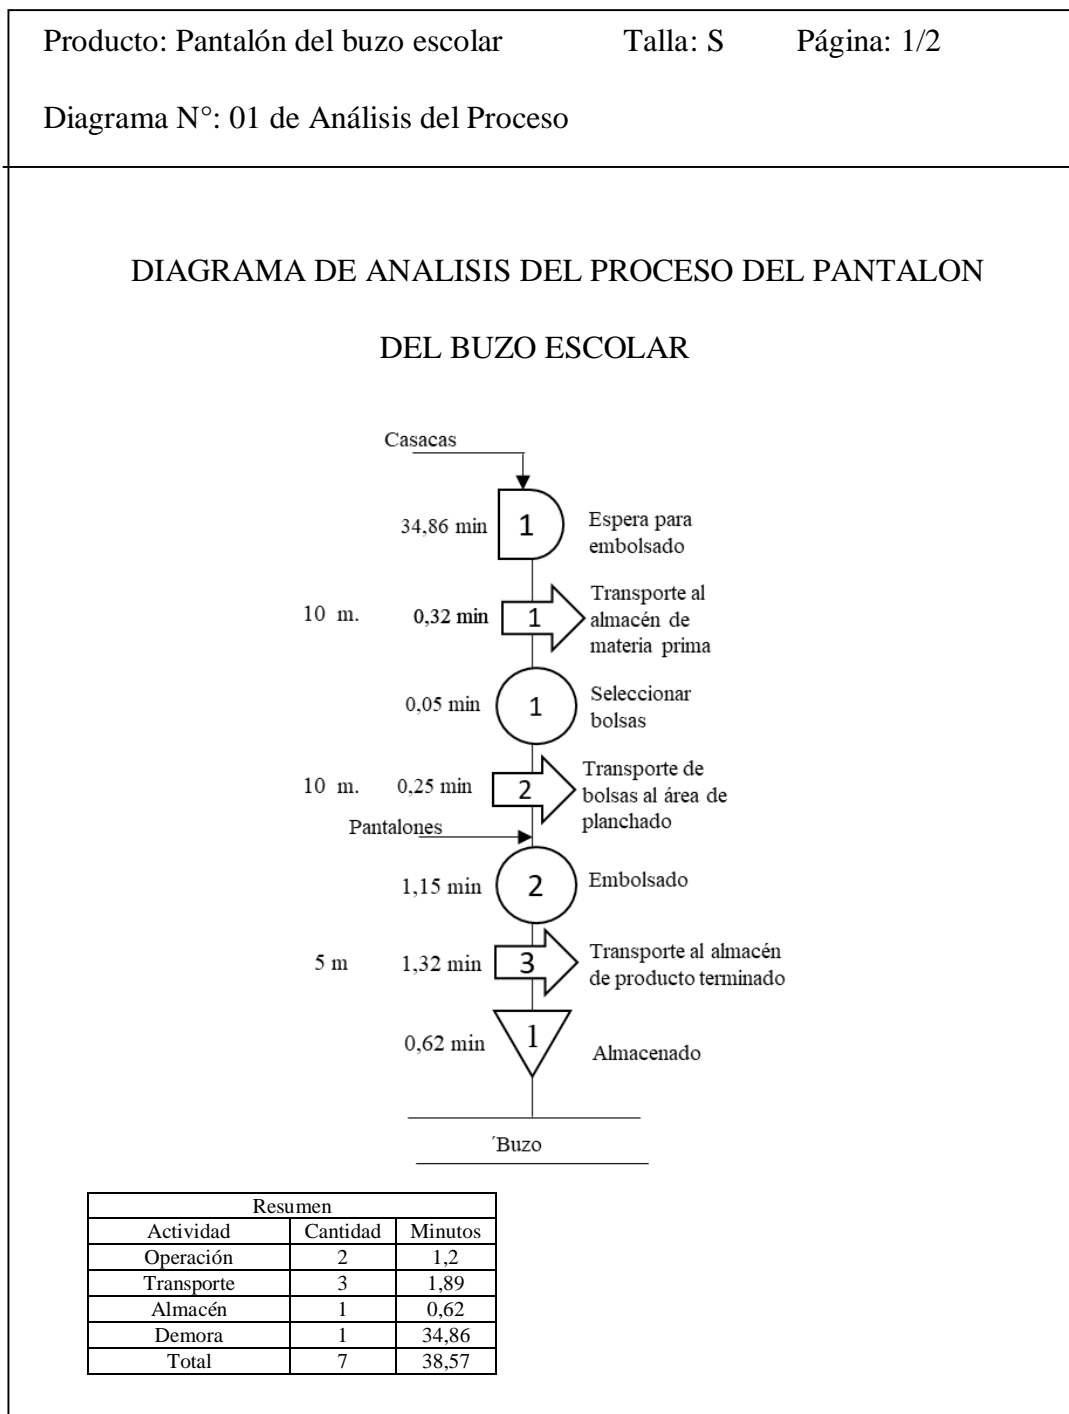 Producto: Pantalón del buzo escolar Talla: S Página: 1/2
Diagrama N°: 01 de Análisis del Proceso
DIAGRAMA DE ANALISIS DEL PROCESO DEL PANTALON
DEL BUZO ESCOLAR
Casacas
34,86 min 1 Espera para
embolsado
10 m. 0,32 min 1 Transporte al
almacén de
materia prima
0,05 min 1 Seleccionar
bolsas
10 m. 0,25 min 2 Transporte de
bolsas al área de
planchado
Pantalones
1,15 min 2 Embolsado
5 m 1,32 min 3 Transporte al almacén
de producto terminado
0,62 min 1 Almacenado
´Buzo
Resumen
Actividad Cantidad Minutos
Operación 2 1,2
Transporte 3 1,89
Almacén 1 0,62
Demora 1 34,86
Total 7 38,57